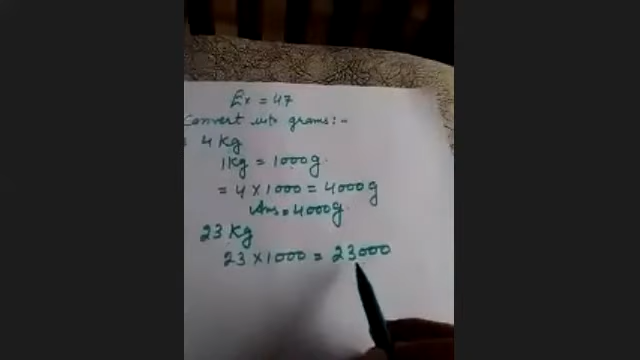 Ex = 47
Convert into grams:-
4 Kg
1Kg = 1000g.
= 4 × 1000 = 4000g
Ans = 4000g.
23 Kg
23 × 1000 = 23000